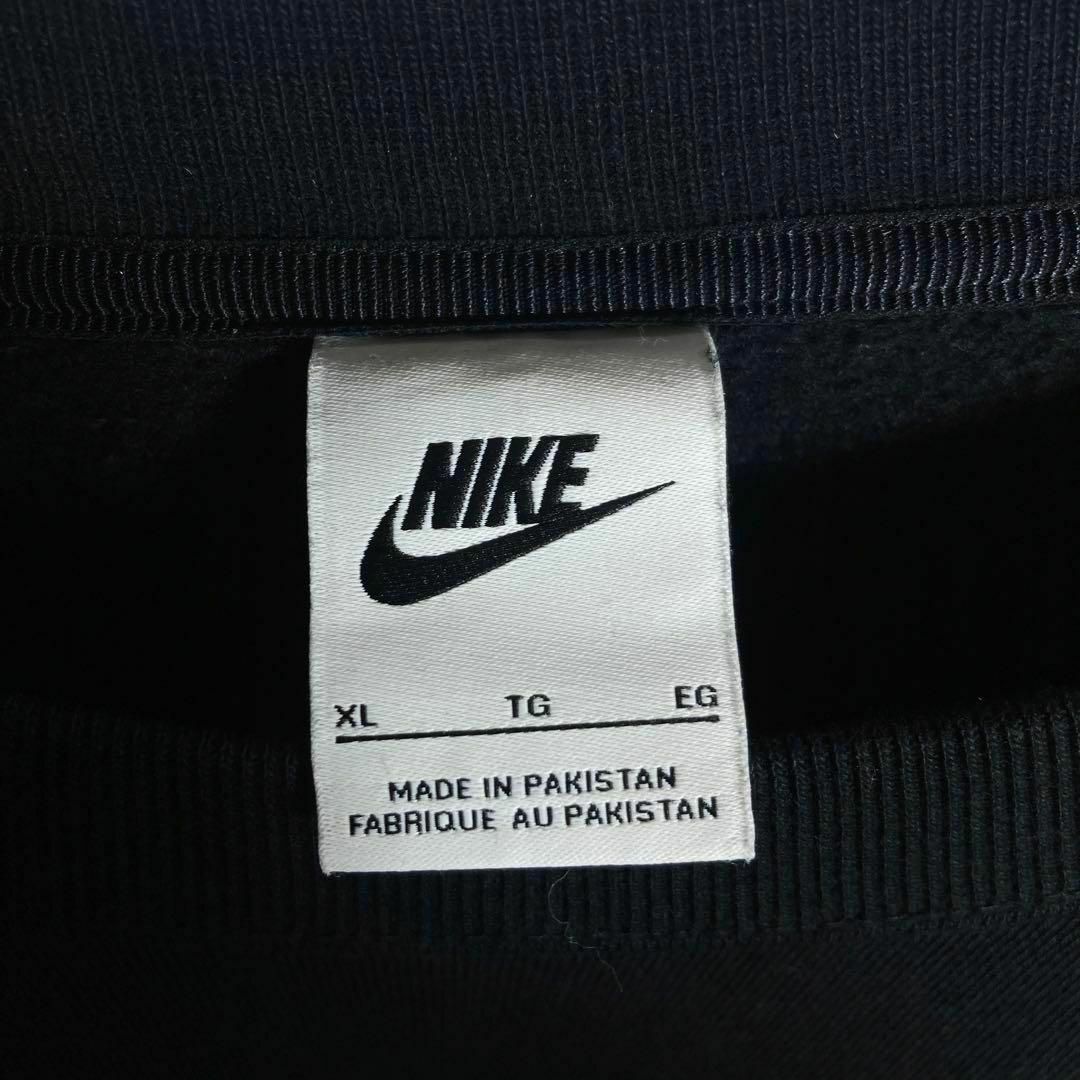 NIKE
XL TG EG
MADE IN PAKISTAN
FABRIQUE AU PAKISTAN